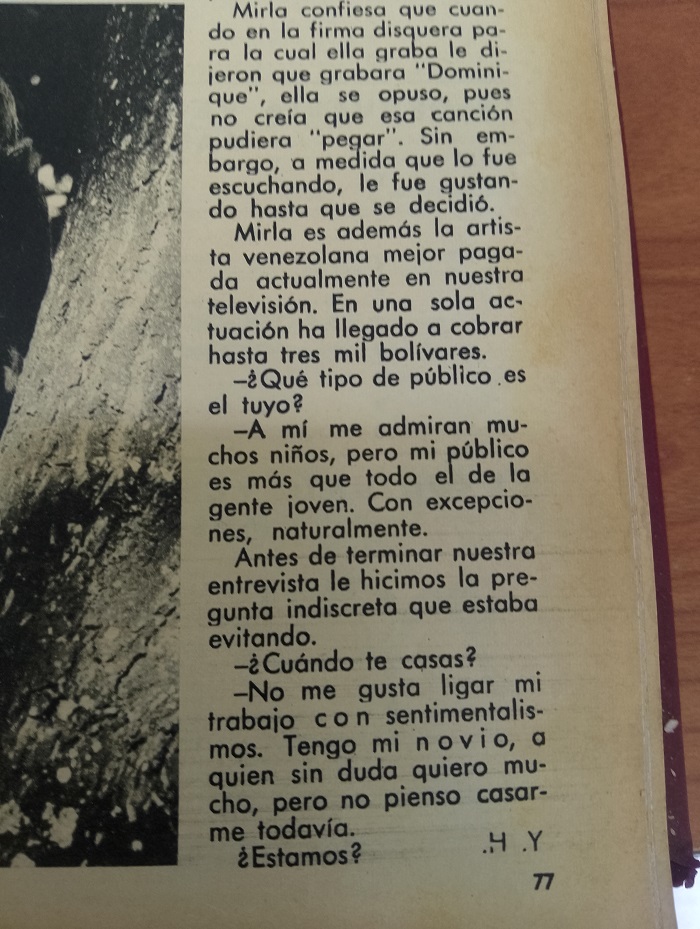 Mirla confiesa que cuan-
do en la firma disquera pa-
ra la cual ella graba le di-
jeron que grabara "Domini-
que", ella se opuso, pues
no creía que esa canción
pudiera "pegar". Sin em-
bargo, a medida que lo fue
escuchando, le fue gustan-
do hasta que se decidió.
Mirla es además la artis-
ta venezolana mejor paga-
da actualmente en nuestra
televisión. En una sola ac-
tuación ha llegado a cobrar
hasta tres mil bolívares.
—¿Qué tipo de público es
el tuyo?
—A mí me admiran mu-
chos niños, pero mi público
es más que todo el de la
gente joven. Con excepcio-
nes, naturalmente.
Antes de terminar nuestra
entrevista le hicimos la pre-
gunta indiscreta que estaba
evitando.
—¿Cuándo te casas?
—No me gusta ligar mi
trabajo con sentimentalis-
mos. Tengo mi novio, a
quien sin duda quiero mu-
cho, pero no pienso casar-
me todavía.
¿Estamos?
.H .Y
77